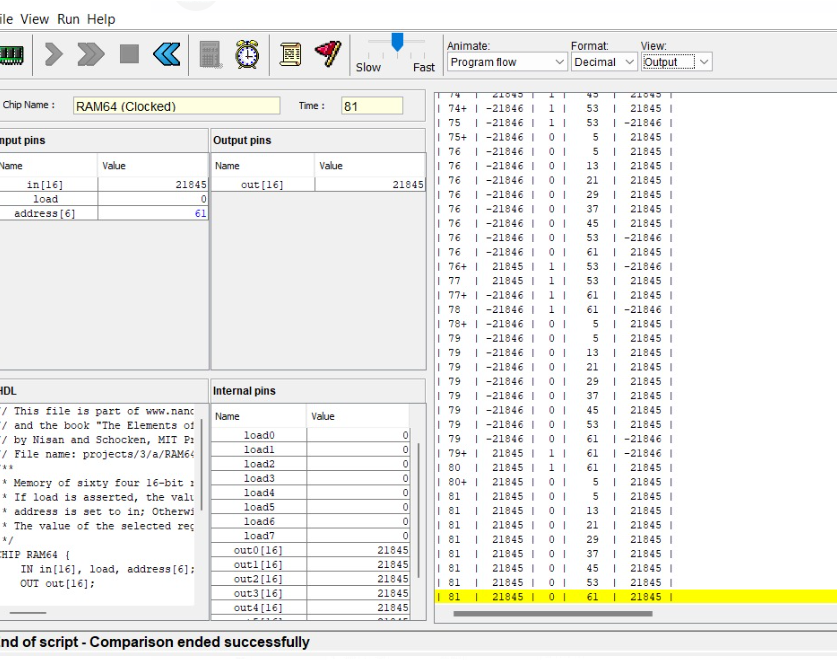 ile View Run Help
Slow Fast
Animate: Format: View:
Program flow Decimal Output
Chip Name : RAM64 (Clocked) Time : 81
nput pins
Name Value
in[16] 21845
load 0
address[6] 61
Output pins
Name Value
out[16] 21845
HDL
// This file is part of www.nanc
// and the book "The Elements of
// by Nisan and Schocken, MIT Pr
// File name: projects/3/a/RAM64
/**
* Memory of sixty four 16-bit r
* If load is asserted, the valu
* address is set to in; Otherwi
* The value of the selected reg
*/
CHIP RAM64 {
IN in[16], load, address[6];
OUT out[16];
Internal pins
Name Value
load0 0
load1 0
load2 0
load3 0
load4 0
load5 0
load6 0
load7 0
out0[16] 21845
out1[16] 21845
out2[16] 21845
out3[16] 21845
out4[16] 21845
| 74 | 21845 | 1 | 45 | 21845 |
| 74+ | -21846 | 1 | 53 | 21845 |
| 75 | -21846 | 1 | 53 | -21846 |
| 75+ | -21846 | 0 | 5 | 21845 |
| 76 | -21846 | 0 | 5 | 21845 |
| 76 | -21846 | 0 | 13 | 21845 |
| 76 | -21846 | 0 | 21 | 21845 |
| 76 | -21846 | 0 | 29 | 21845 |
| 76 | -21846 | 0 | 37 | 21845 |
| 76 | -21846 | 0 | 45 | 21845 |
| 76 | -21846 | 0 | 53 | -21846 |
| 76 | -21846 | 0 | 61 | 21845 |
| 76+ | 21845 | 1 | 53 | -21846 |
| 77 | 21845 | 1 | 53 | 21845 |
| 77+ | -21846 | 1 | 61 | 21845 |
| 78 | -21846 | 1 | 61 | -21846 |
| 78+ | -21846 | 0 | 5 | 21845 |
| 79 | -21846 | 0 | 5 | 21845 |
| 79 | -21846 | 0 | 13 | 21845 |
| 79 | -21846 | 0 | 21 | 21845 |
| 79 | -21846 | 0 | 29 | 21845 |
| 79 | -21846 | 0 | 37 | 21845 |
| 79 | -21846 | 0 | 45 | 21845 |
| 79 | -21846 | 0 | 53 | 21845 |
| 79 | -21846 | 0 | 61 | -21846 |
| 79+ | 21845 | 1 | 61 | -21846 |
| 80 | 21845 | 1 | 61 | 21845 |
| 80+ | 21845 | 0 | 5 | 21845 |
| 81 | 21845 | 0 | 5 | 21845 |
| 81 | 21845 | 0 | 13 | 21845 |
| 81 | 21845 | 0 | 21 | 21845 |
| 81 | 21845 | 0 | 29 | 21845 |
| 81 | 21845 | 0 | 37 | 21845 |
| 81 | 21845 | 0 | 45 | 21845 |
| 81 | 21845 | 0 | 53 | 21845 |
| 81 | 21845 | 0 | 61 | 21845 |
nd of script - Comparison ended successfully